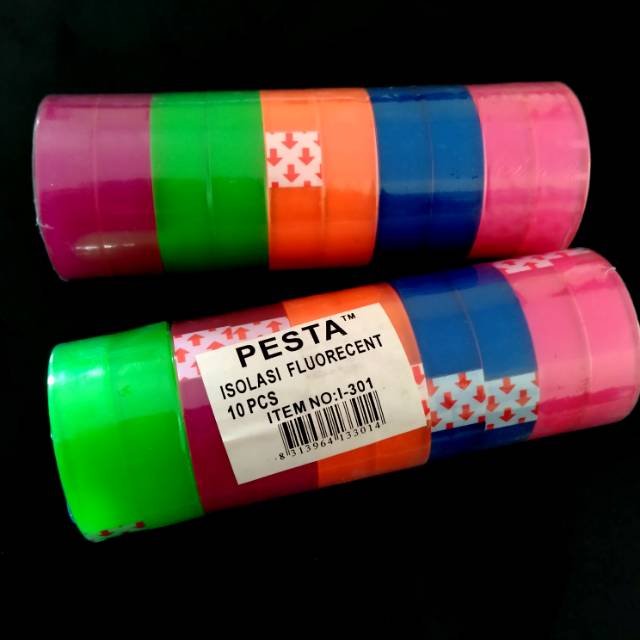 PESTA™
ISOLASI FLUORECENT
10 PCS
ITEM NO:I-301
8 313964 133014